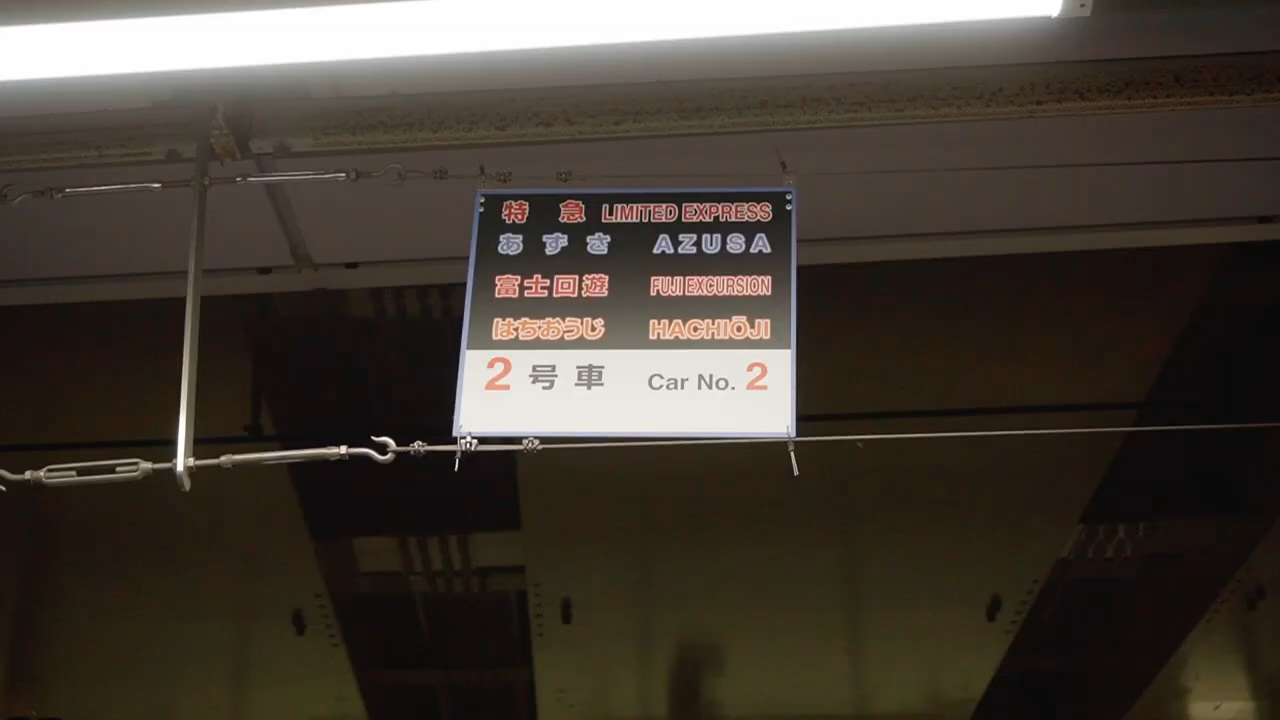 特 急 LIMITED EXPRESS
あ ず さ AZUSA
富士回遊 FUJI EXCURSION
はちおうじ HACHIŌJI
2 号 車 Car No. 2